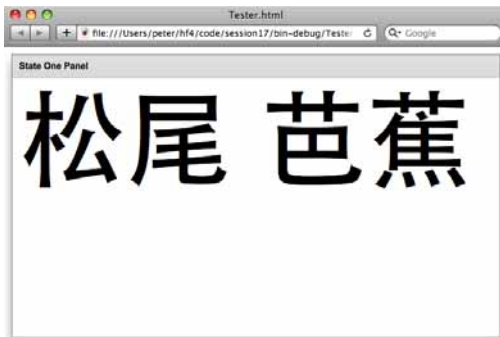 Tester.html
file:///Users/peter/hf4/code/session17/bin-debug/Tester
Google
State One Panel
松尾 芭蕉